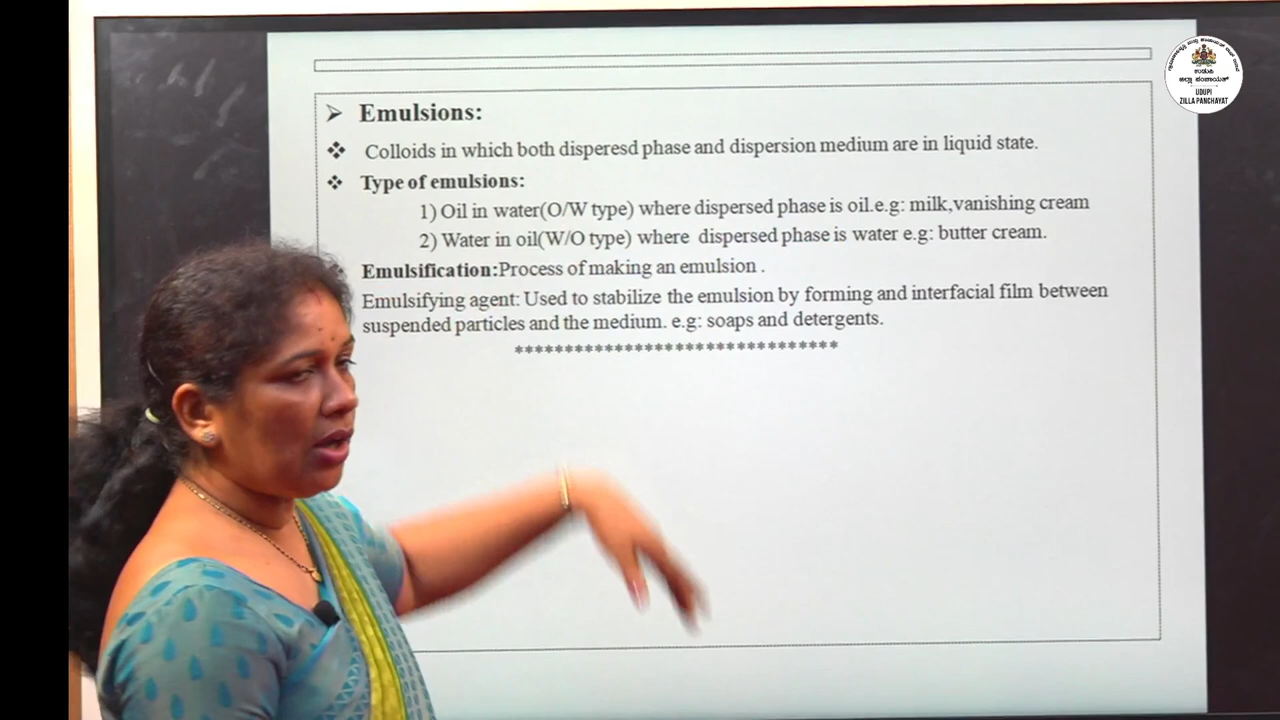 ➢ Emulsions:
❖ Colloids in which both disperesd phase and dispersion medium are in liquid state.
❖ Type of emulsions:
1) Oil in water(O/W type) where dispersed phase is oil.e.g: milk,vanishing cream
2) Water in oil(W/O type) where dispersed phase is water e.g: butter cream.
Emulsification:Process of making an emulsion .
Emulsifying agent: Used to stabilize the emulsion by forming and interfacial film between
suspended particles and the medium. e.g: soaps and detergents.
********************************
ಉಡುಪಿ
ಜಿಲ್ಲಾ ಪಂಚಾಯತ್
UDUPI
ZILLA PANCHAYAT